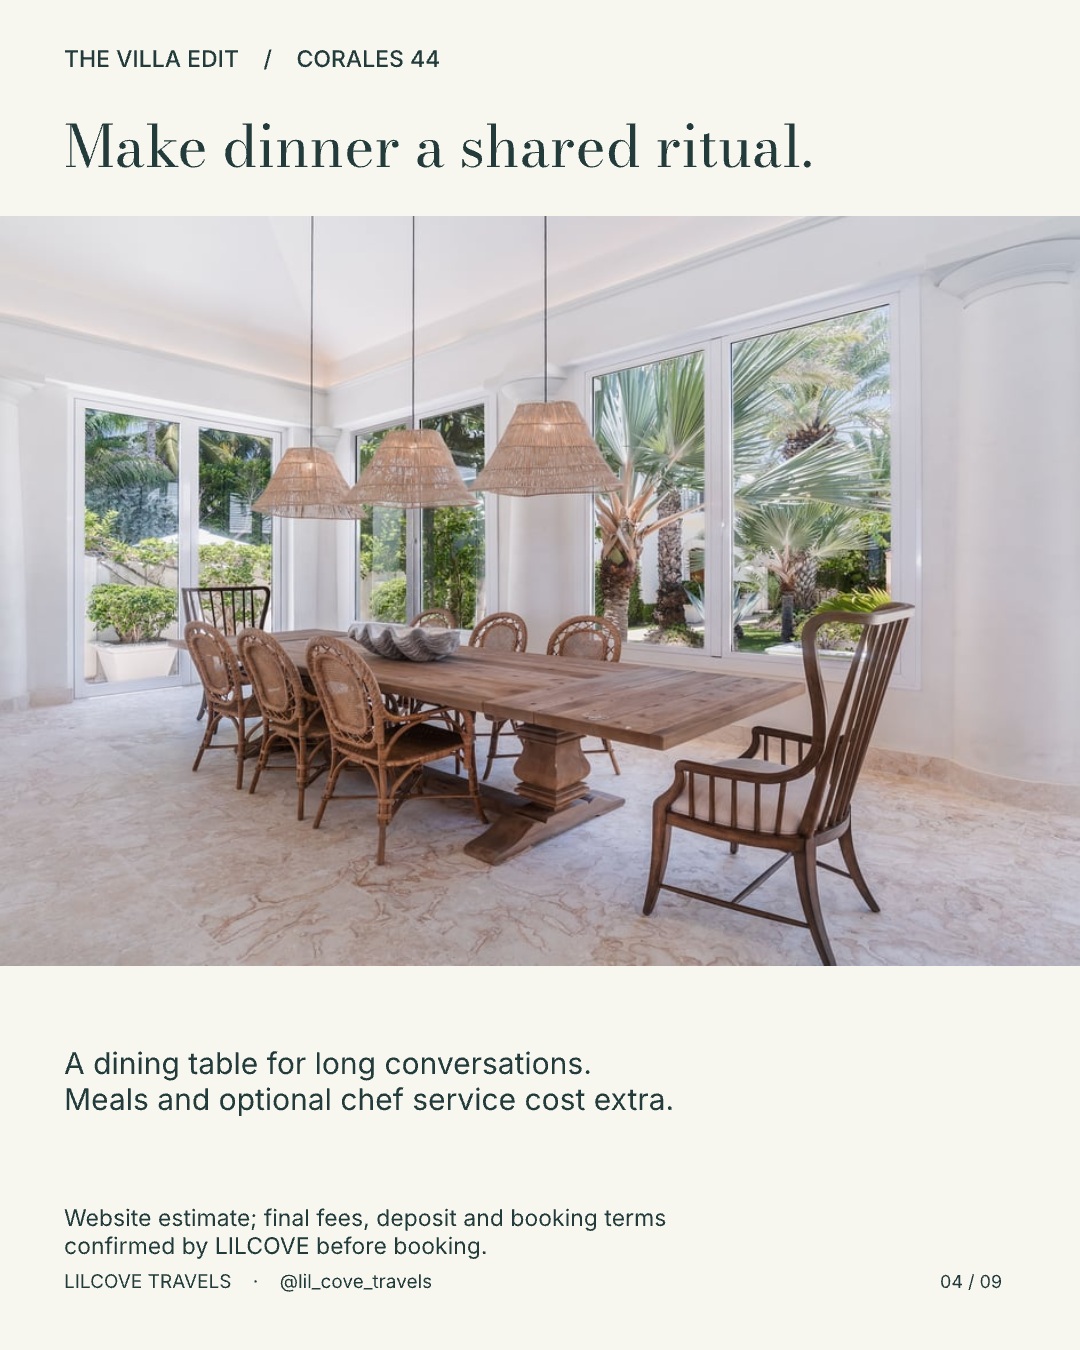 THE VILLA EDIT / CORALES 44
Make dinner a shared ritual.
A dining table for long conversations.
Meals and optional chef service cost extra.
Website estimate; final fees, deposit and booking terms
confirmed by LILCOVE before booking.
LILCOVE TRAVELS · @lil_cove_travels
04 / 09